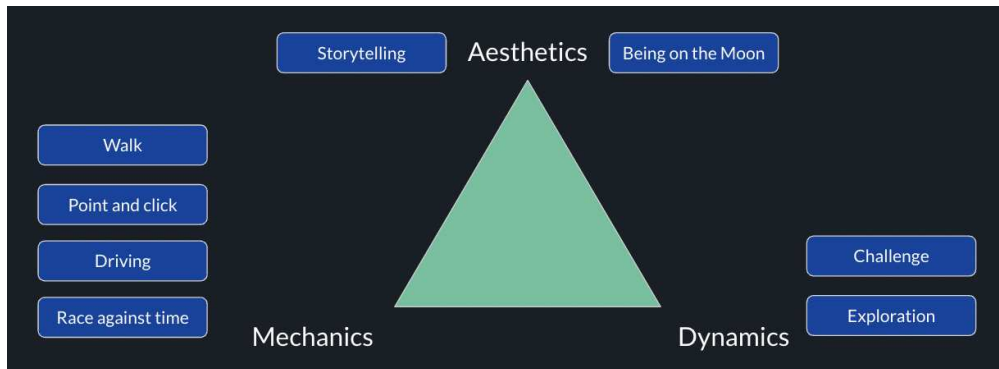 Storytelling
Aesthetics
Being on the Moon
Walk
Point and click
Driving
Race against time
Mechanics
Dynamics
Challenge
Exploration